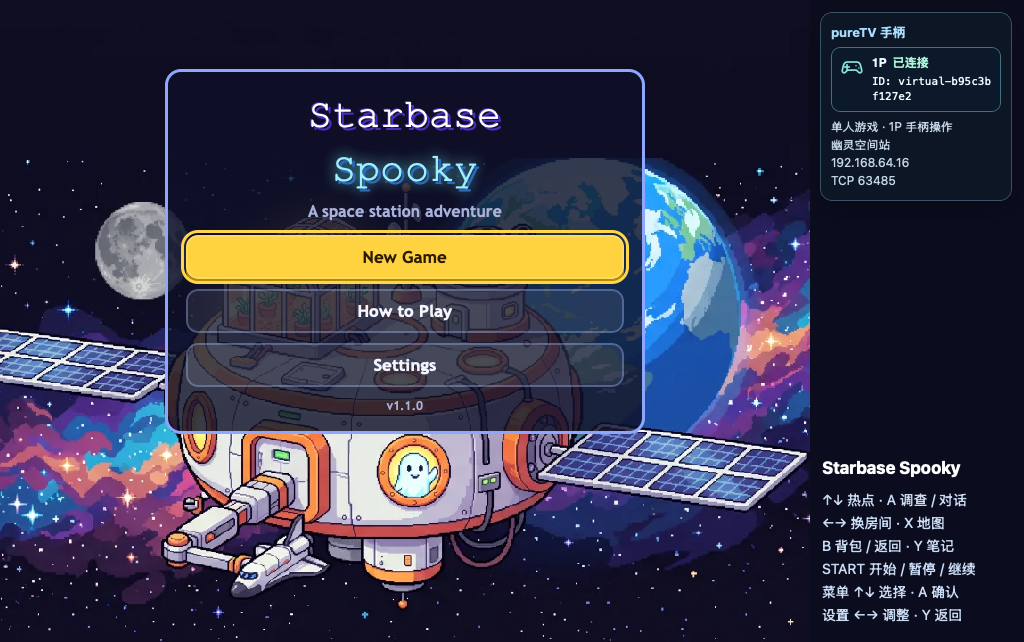 Starbase
Spooky
A space station adventure
New Game
How to Play
Settings
v1.1.0
pureTV 手柄
1P 已连接
ID: virtual-b95c3b
f127e2
单人游戏 · 1P 手柄操作
幽灵空间站
192.168.64.16
TCP 63485
Starbase Spooky
↑↓ 热点 · A 调查 / 对话
←→ 换房间 · X 地图
B 背包 / 返回 · Y 笔记
START 开始 / 暂停 / 继续
菜单 ↑↓ 选择 · A 确认
设置 ←→ 调整 · Y 返回